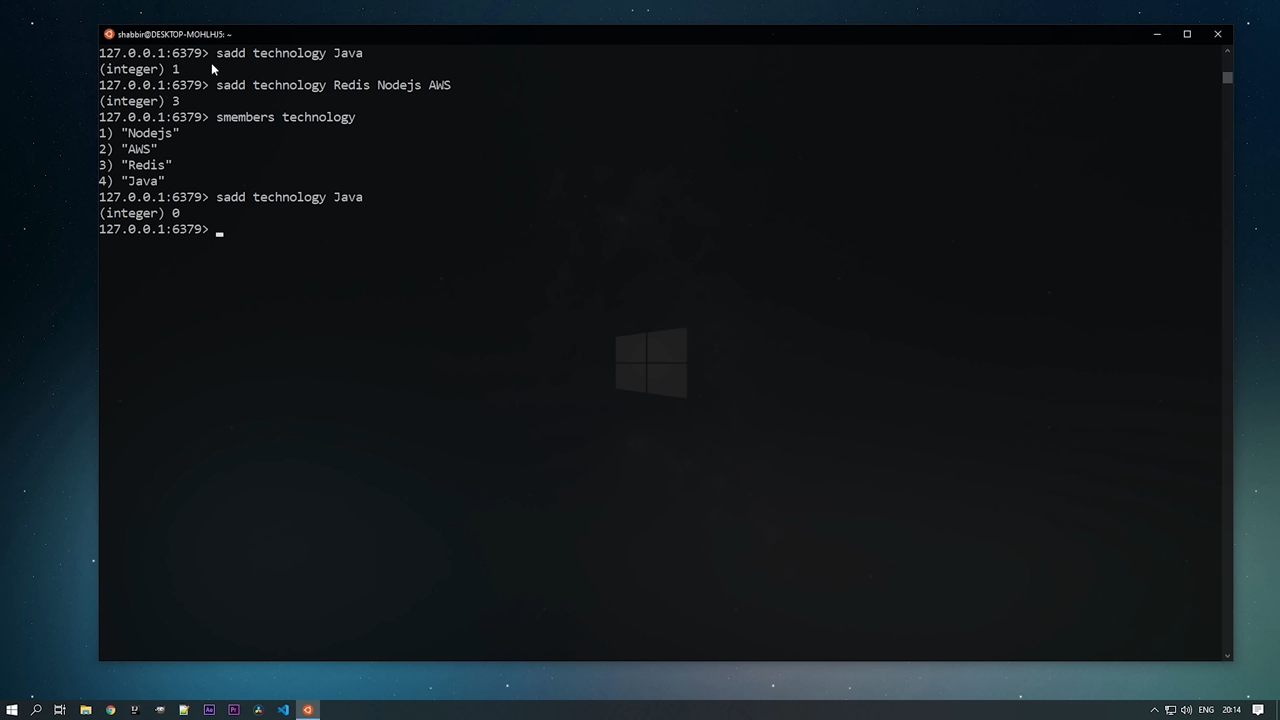 shabbir@DESKTOP-MOHLHJ5: ~
127.0.0.1:6379> sadd technology Java
(integer) 1
127.0.0.1:6379> sadd technology Redis Nodejs AWS
(integer) 3
127.0.0.1:6379> smembers technology
1) "Nodejs"
2) "AWS"
3) "Redis"
4) "Java"
127.0.0.1:6379> sadd technology Java
(integer) 0
127.0.0.1:6379>
Ae Pr ENG 20:14